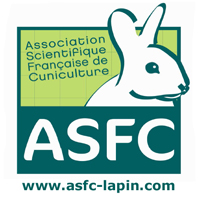 Association
Scientifique
Française de
Cuniculture
ASFC
www.asfc-lapin.com